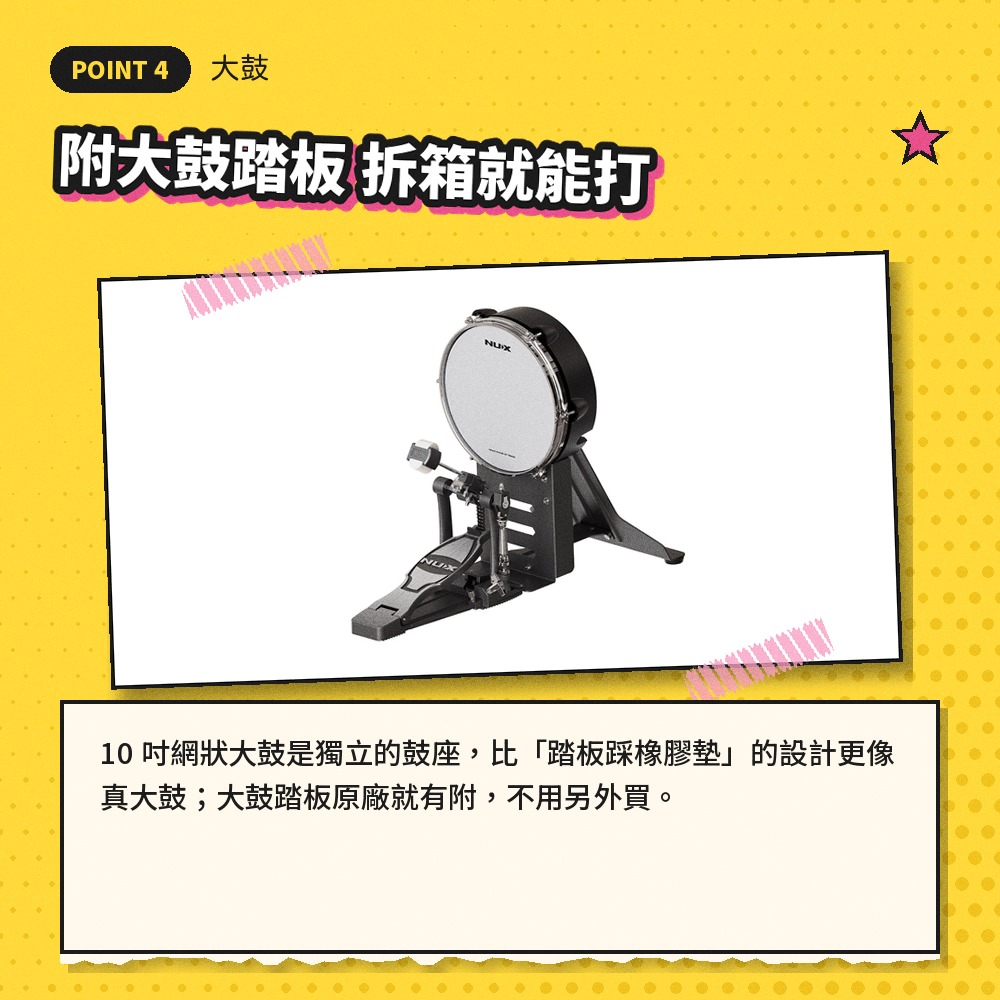 POINT 4 大鼓
附大鼓踏板 拆箱就能打
NUX
NUX
10 吋網狀大鼓是獨立的鼓座，比「踏板踩橡膠墊」的設計更像
真大鼓；大鼓踏板原廠就有附，不用另外買。